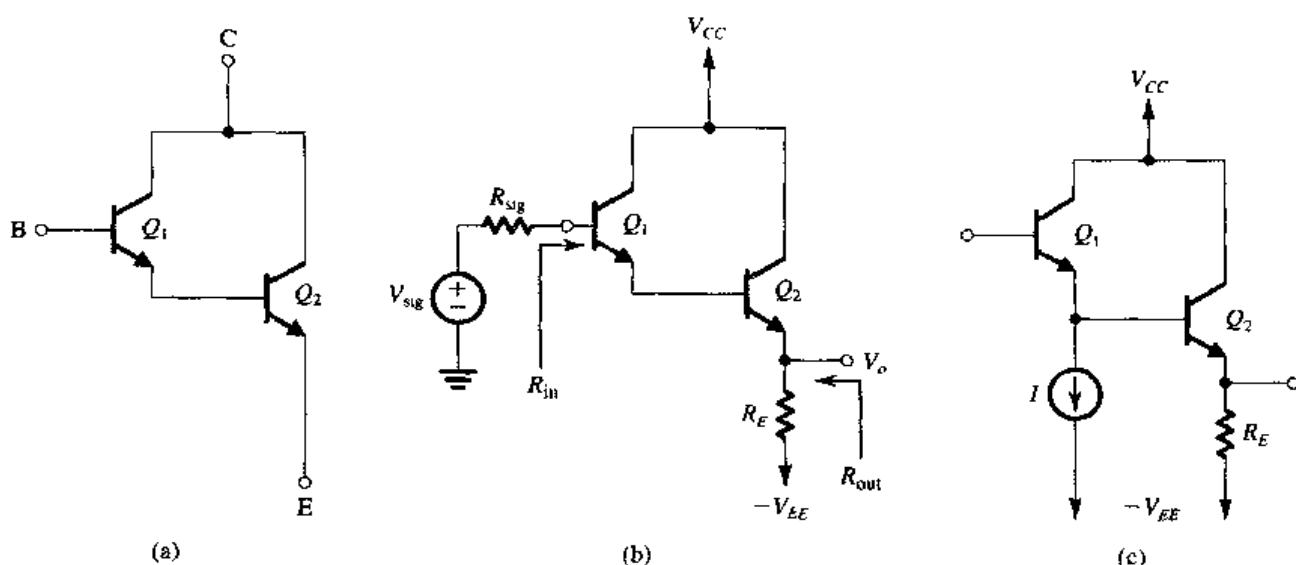 C
B
Q1
Q2
E
(a)
VCC
Rsig
Q1
Vsig
+
−
Q2
Rin
Vo
RE
Rout
−VEE
(b)
VCC
Q1
Q2
I
RE
−VEE
(c)